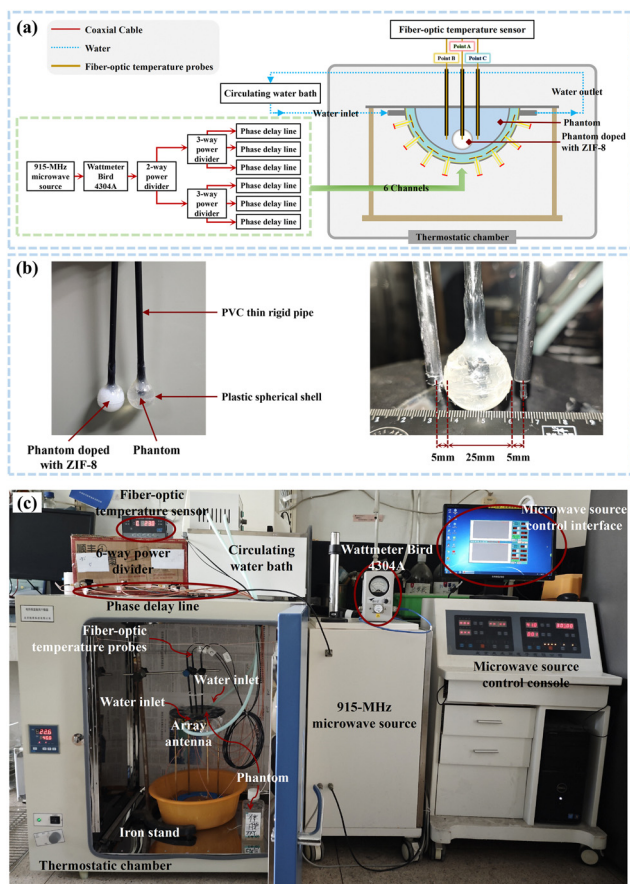 (a)
Coaxial Cable
Water
Fiber-optic temperature probes
Fiber-optic temperature sensor
Point A
Point B
Point C
Circulating water bath
Water outlet
Water inlet
Phantom
Phantom doped
with ZIF-8
915-MHz
microwave
source
Wattmeter
Bird
4304A
2-way
power
divider
3-way
power
divider
3-way
power
divider
Phase delay line
Phase delay line
Phase delay line
Phase delay line
Phase delay line
Phase delay line
6 Channels
Thermostatic chamber
(b)
PVC thin rigid pipe
Plastic spherical shell
Phantom doped
with ZIF-8
Phantom
5mm
25mm
5mm
(c)
Fiber-optic
temperature sensor
6-way power
divider
Circulating
water bath
Wattmeter Bird
4304A
Microwave source
control interface
Phase delay line
Fiber-optic
temperature probes
Water inlet
Water inlet
Array
antenna
Phantom
Iron stand
Thermostatic chamber
915-MHz
microwave source
Microwave source
control console